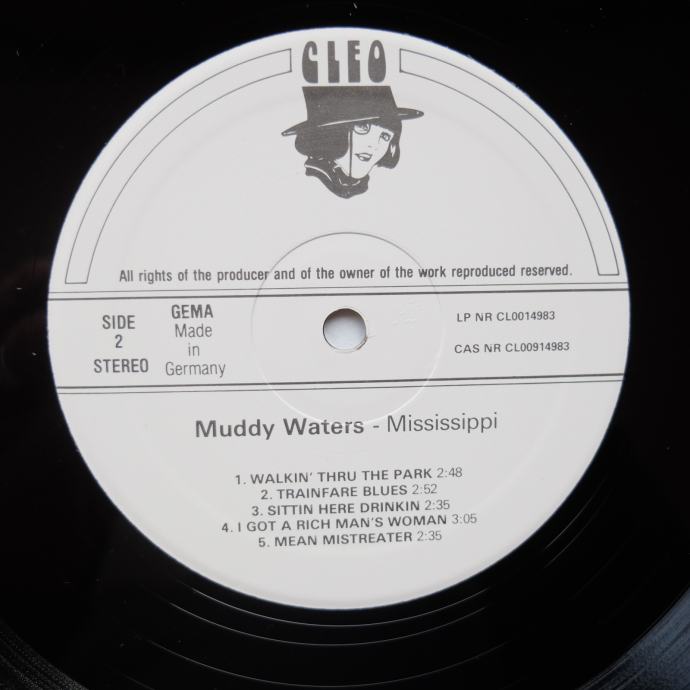 CLEO
All rights of the producer and of the owner of the work reproduced reserved.
SIDE
2
STEREO
GEMA
Made
in
Germany
LP NR CL0014983
CAS NR CL00914983
Muddy Waters - Mississippi
1. WALKIN' THRU THE PARK 2:48
2. TRAINFARE BLUES 2:52
3. SITTIN HERE DRINKIN 2:35
4. I GOT A RICH MAN'S WOMAN 3:05
5. MEAN MISTREATER 2:35